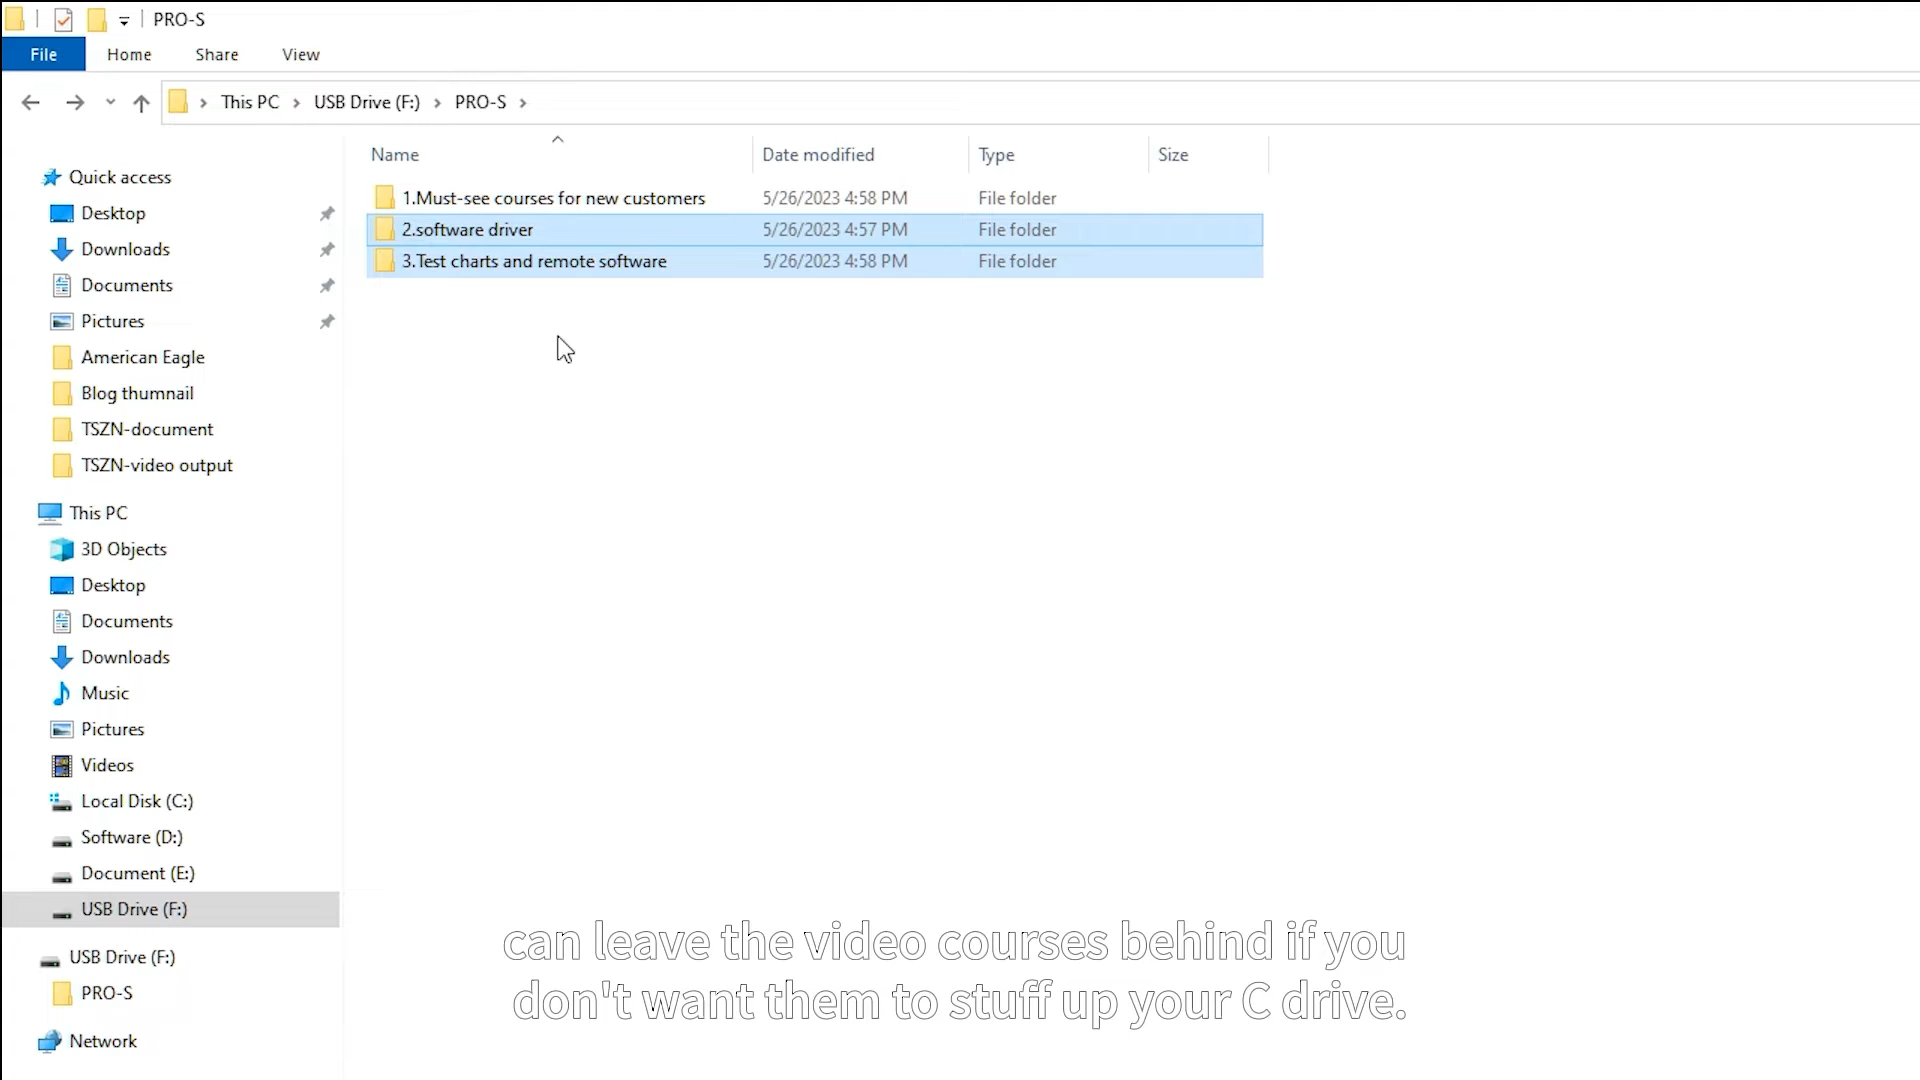 PRO-S
File Home Share View
This PC USB Drive (F:) PRO-S
Name Date modified Type Size
1.Must-see courses for new customers 5/26/2023 4:58 PM File folder
2.software driver 5/26/2023 4:57 PM File folder
3.Test charts and remote software 5/26/2023 4:58 PM File folder
Quick access
Desktop
Downloads
Documents
Pictures
American Eagle
Blog thumnail
TSZN-document
TSZN-video output
This PC
3D Objects
Desktop
Documents
Downloads
Music
Pictures
Videos
Local Disk (C:)
Software (D:)
Document (E:)
USB Drive (F:)
USB Drive (F:)
PRO-S
Network
can leave the video courses behind if you
don't want them to stuff up your C drive.